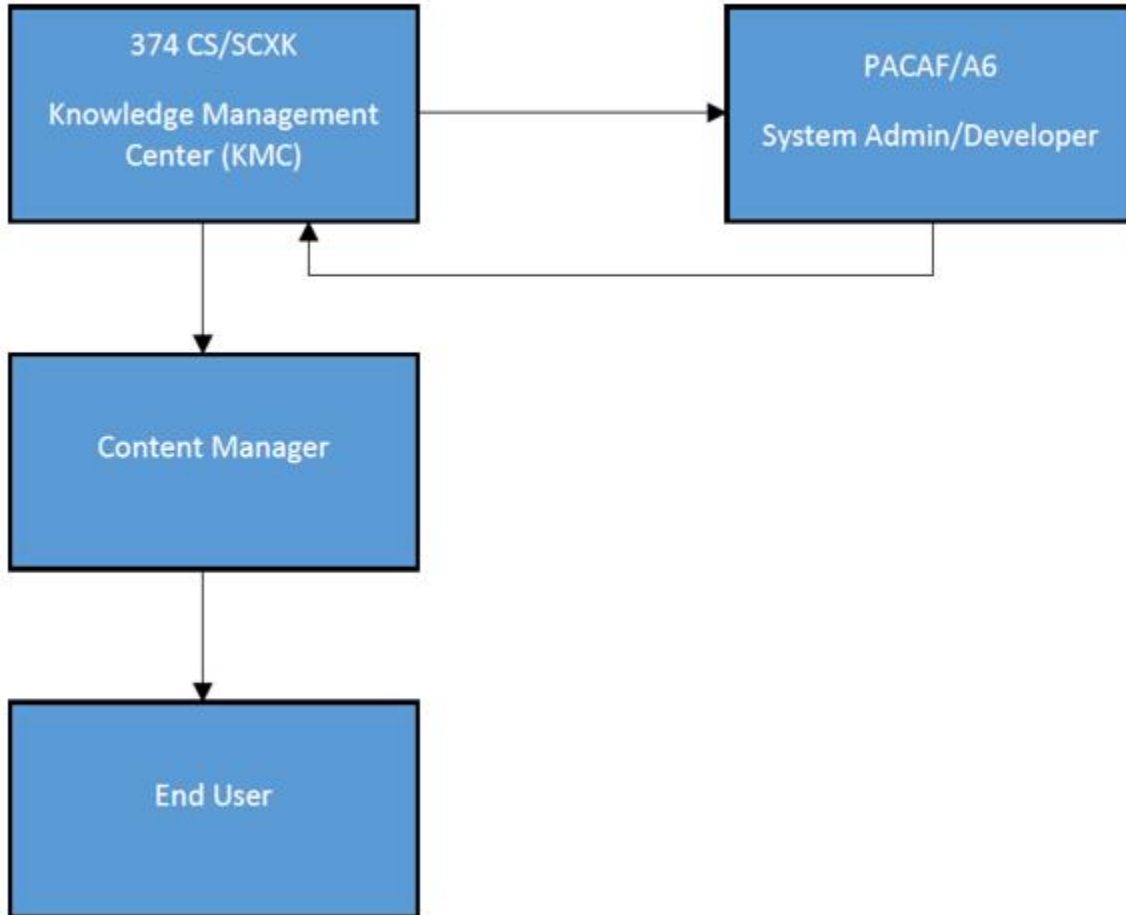 374 CS/SCXK
Knowledge Management
Center (KMC)
PACAF/A6
System Admin/Developer
Content Manager
End User